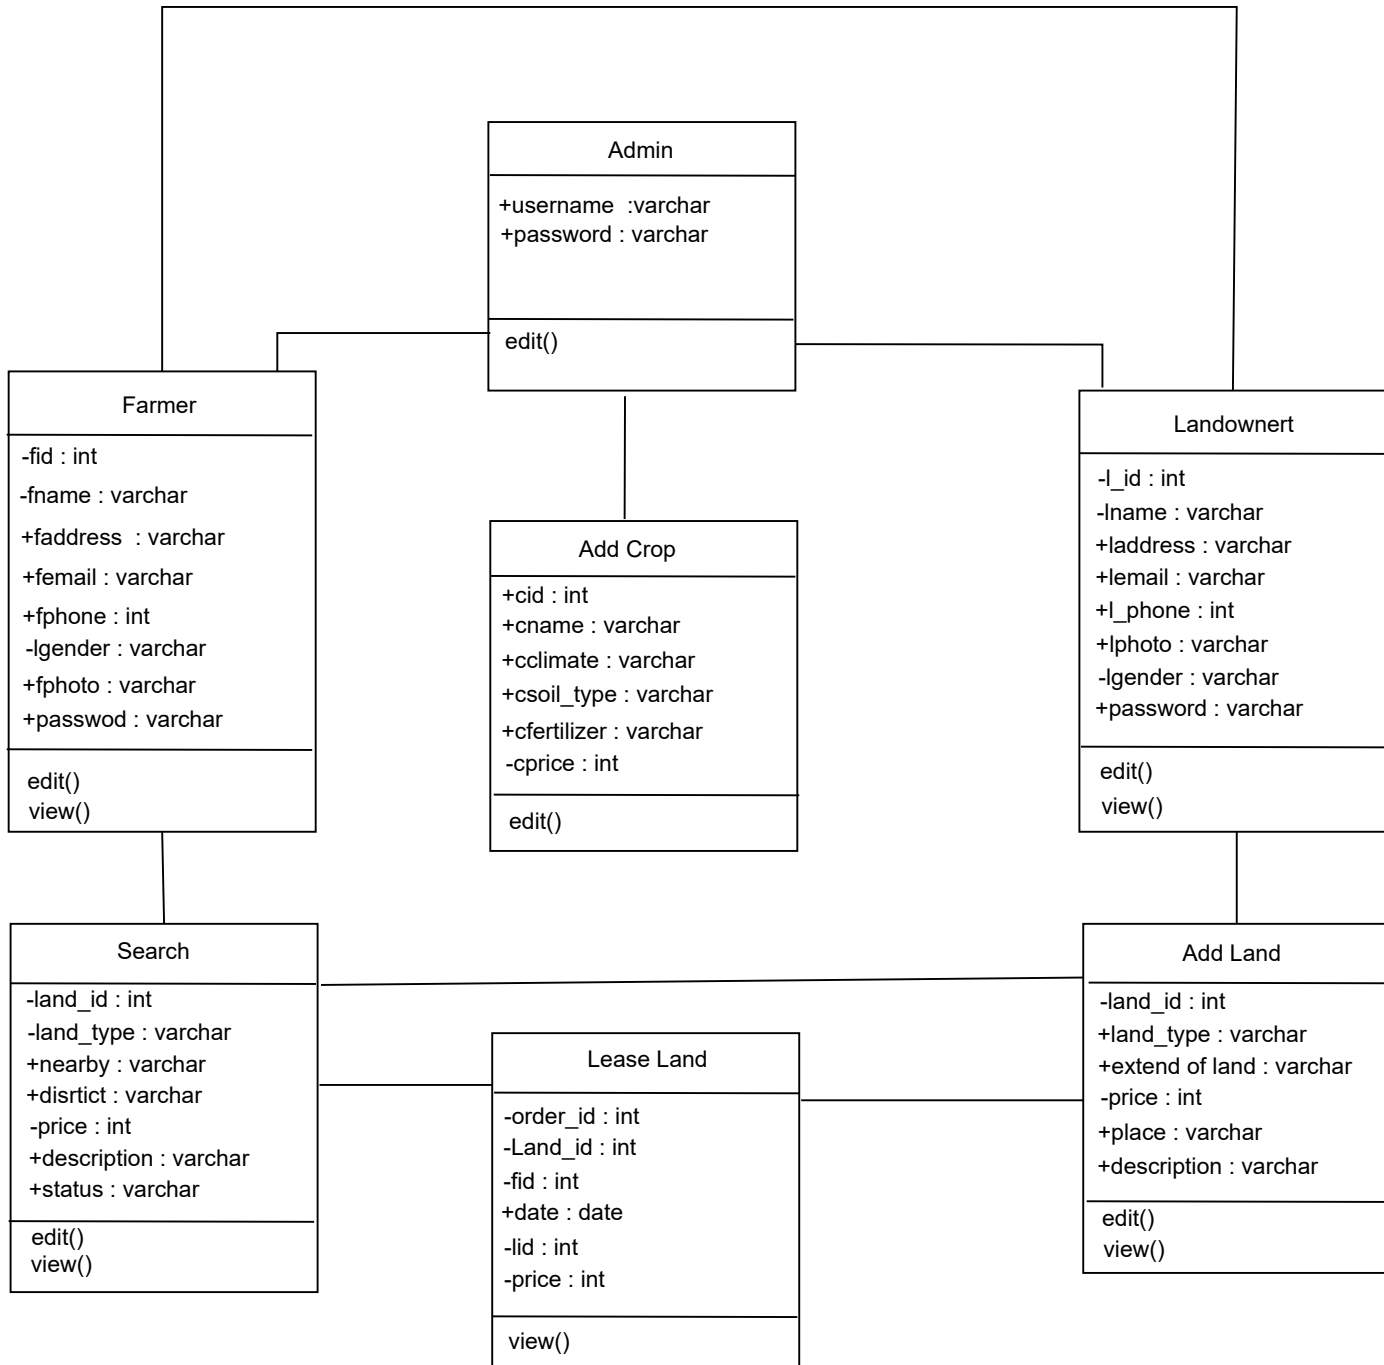 Admin
+username  :varchar
+password : varchar
edit()
Farmer
-fid : int
-fname : varchar
+faddress  : varchar
+femail : varchar
+fphone : int
-lgender : varchar
+fphoto : varchar
+passwod : varchar
edit()
view()
Add Crop
+cid : int
+cname : varchar
+cclimate : varchar
+csoil_type : varchar
+cfertilizer : varchar
-cprice : int
edit()
Landownert
-l_id : int
-lname : varchar
+laddress : varchar
+lemail : varchar
+l_phone : int
+lphoto : varchar
-lgender : varchar
+password : varchar
edit()
view()
Search
-land_id : int
-land_type : varchar
+nearby : varchar
+disrtict : varchar
-price : int
+description : varchar
+status : varchar
edit()
view()
Lease Land
-order_id : int
-Land_id : int
-fid : int
+date : date
-lid : int
-price : int
view()
Add Land
-land_id : int
+land_type : varchar
+extend of land : varchar
-price : int
+place : varchar
+description : varchar
edit()
view()